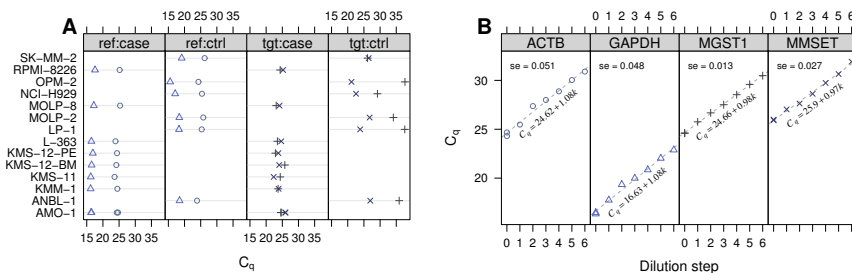 A
15 20 25 30 35
15 20 25 30 35
ref:case
ref:ctrl
tgt:case
tgt:ctrl
SK−MM−2
RPMI−8226
OPM−2
NCI−H929
MOLP−8
MOLP−2
LP−1
L−363
KMS−12−PE
KMS−12−BM
KMS−11
KMM−1
ANBL−1
AMO−1
15 20 25 30 35
15 20 25 30 35
Cq
B
0 1 2 3 4 5 6
0 1 2 3 4 5 6
ACTB
GAPDH
MGST1
MMSET
se = 0.051
se = 0.048
se = 0.013
se = 0.027
Cq = 24.62 + 1.08k
Cq = 16.63 + 1.08k
Cq = 24.66 + 0.98k
Cq = 25.9 + 0.97k
Cq
30
25
20
0 1 2 3 4 5 6
0 1 2 3 4 5 6
Dilution step